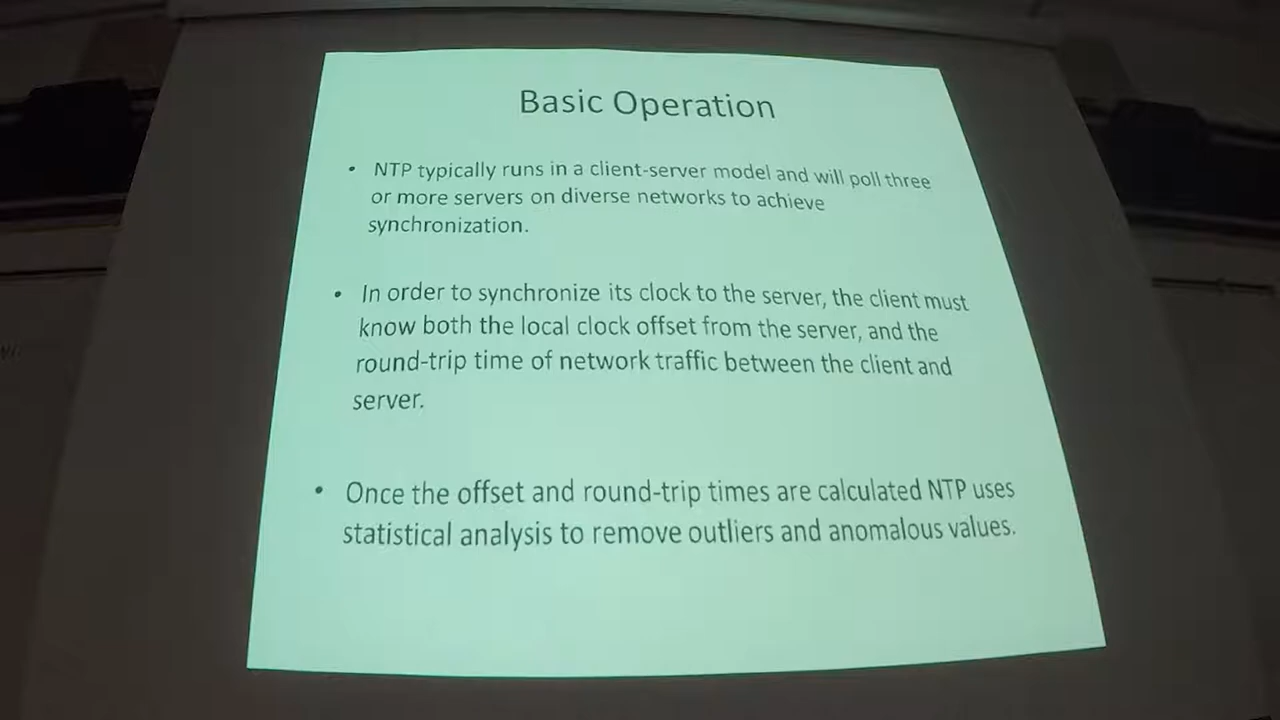 Basic Operation
• NTP typically runs in a client-server model and will poll three
or more servers on diverse networks to achieve
synchronization.
• In order to synchronize its clock to the server, the client must
know both the local clock offset from the server, and the
round-trip time of network traffic between the client and
server.
• Once the offset and round-trip times are calculated NTP uses
statistical analysis to remove outliers and anomalous values.